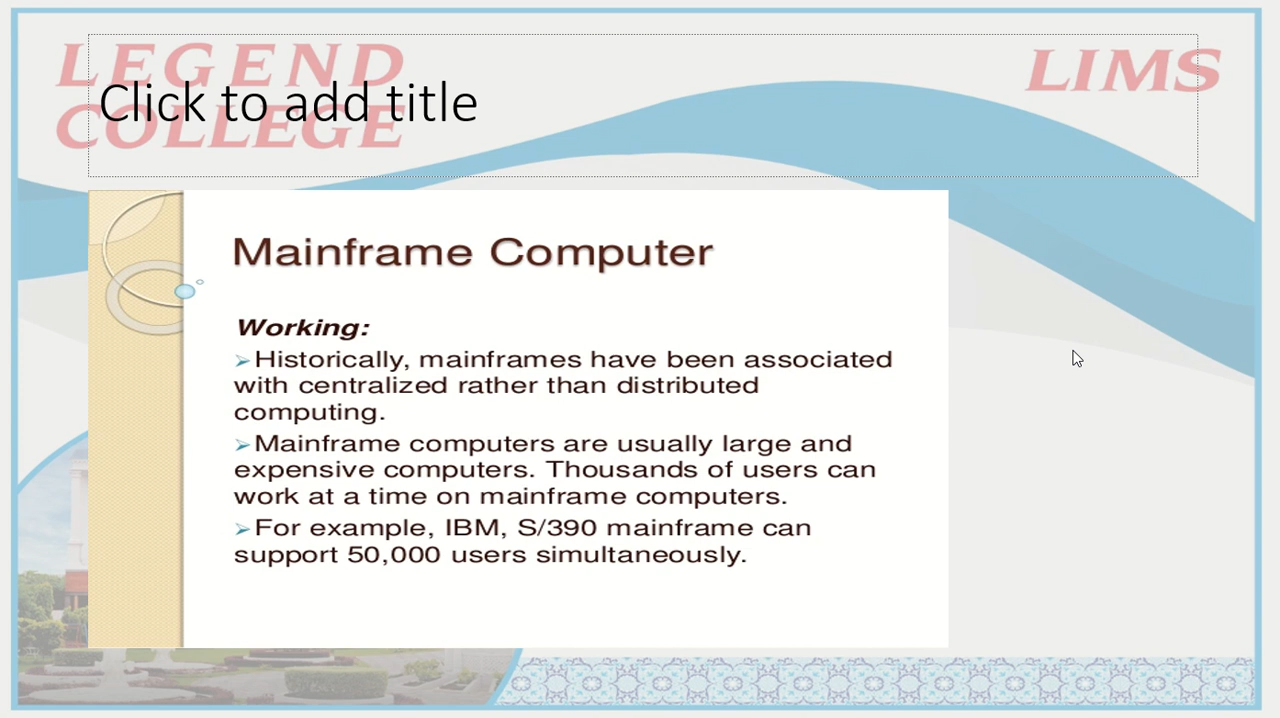 LEGEND
COLLEGE
LIMS
Click to add title
Mainframe Computer
Working:
➢Historically, mainframes have been associated
with centralized rather than distributed
computing.
➢Mainframe computers are usually large and
expensive computers. Thousands of users can
work at a time on mainframe computers.
➢For example, IBM, S/390 mainframe can
support 50,000 users simultaneously.